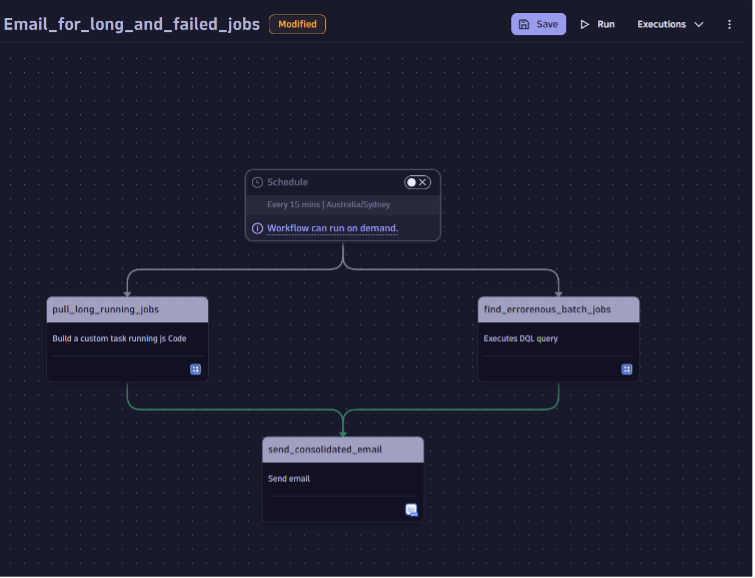 Email_for_long_and_failed_jobs
Modified
Save
Run
Executions
Schedule
Every 15 mins | Australia/Sydney
Workflow can run on demand.
pull_long_running_jobs
Build a custom task running js Code
find_errorenous_batch_jobs
Executes DQL query
send_consolidated_email
Send email